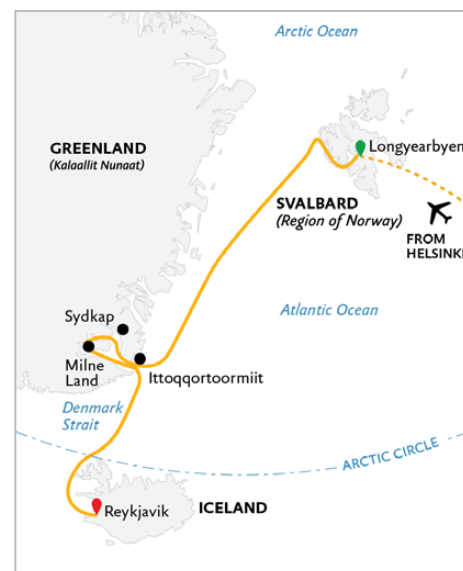 Arctic Ocean
GREENLAND
(Kalaallit Nunaat)
Longyearbyen
SVALBARD
(Region of Norway)
FROM
HELSINKI
Atlantic Ocean
Sydkap
Milne
Land
Ittoqqortoormiit
Denmark
Strait
ARCTIC CIRCLE
Reykjavik
ICELAND